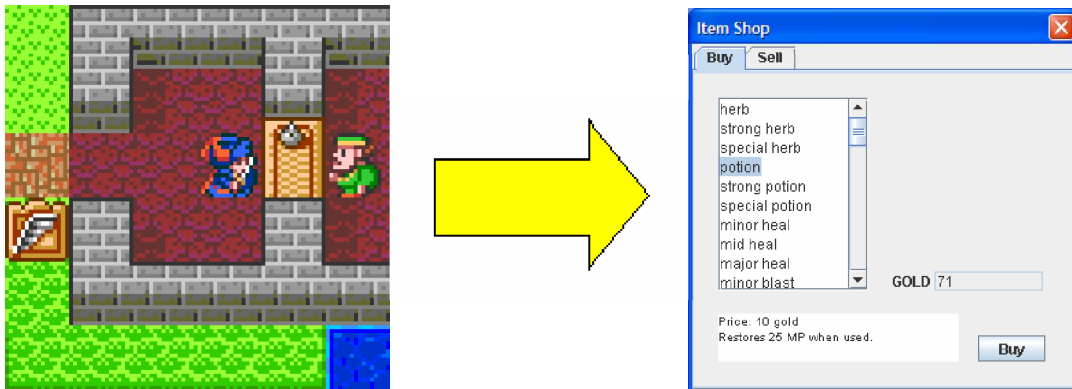 Item Shop
Buy Sell
herb
strong herb
special herb
potion
strong potion
special potion
minor heal
mid heal
major heal
minor blast
GOLD 71
Price: 10 gold
Restores 25 MP when used.
Buy